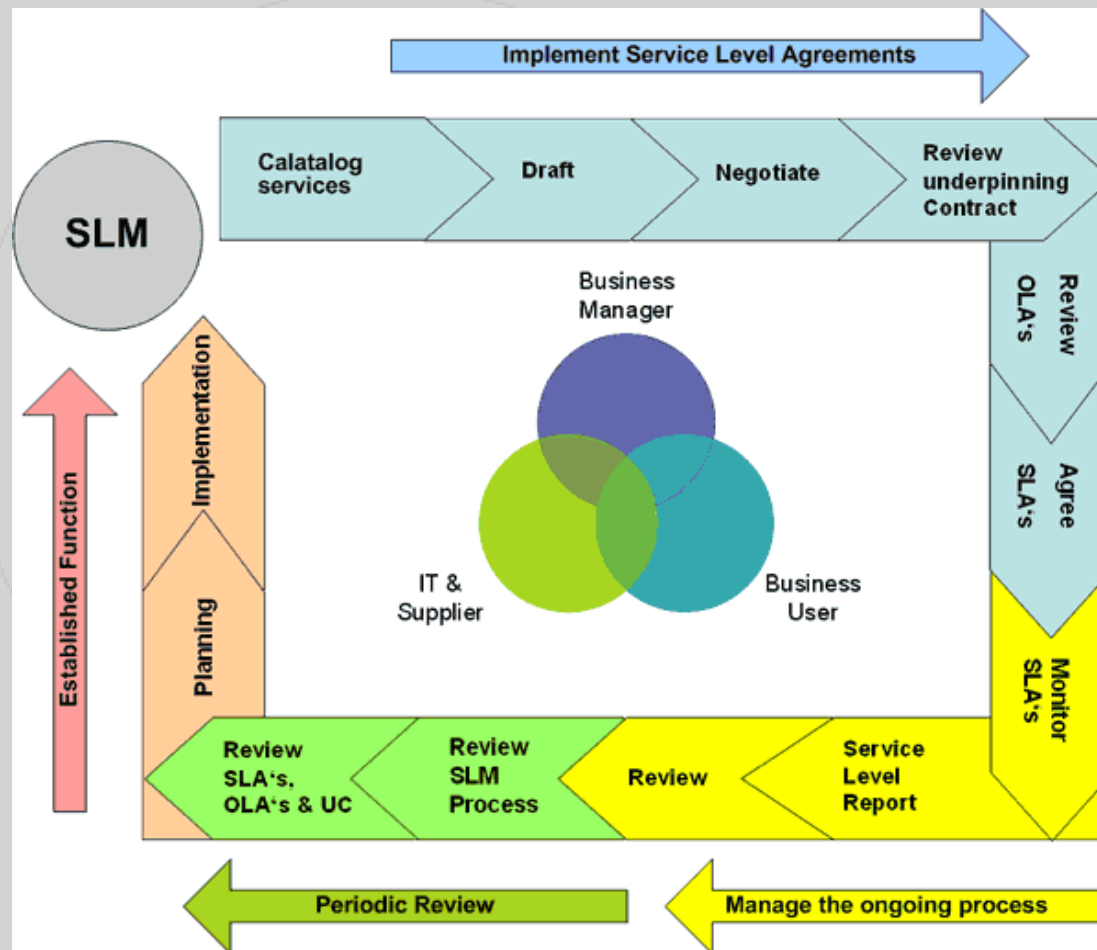 Implement Service Level Agreements
SLM
Calatalog
services
Draft
Negotiate
Review
underpinning
Contract
Review
OLA's
Agree
SLA's
Monitor
SLA's
Business
Manager
IT &
Supplier
Business
User
Established Function
Implementation
Planning
Review
SLA's,
OLA's & UC
Review
SLM
Process
Review
Service
Level
Report
Periodic Review
Manage the ongoing process